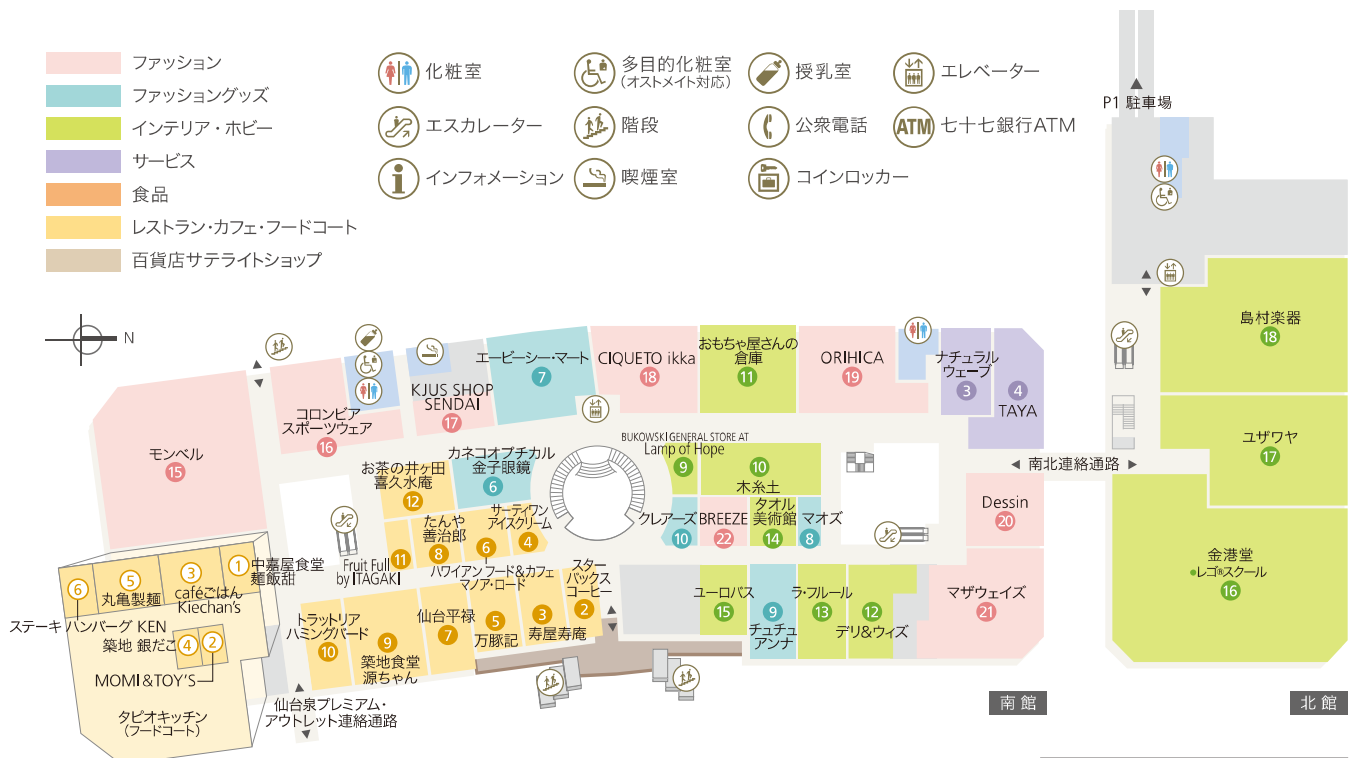 ファッション
ファッショングッズ
インテリア・ホビー
サービス
食品
レストラン・カフェ・フードコート
百貨店サテライトショップ
化粧室
多目的化粧室
(オストメイト対応)
授乳室
エレベーター
エスカレーター
階段
公衆電話
ATM 七十七銀行ATM
インフォメーション
喫煙室
コインロッカー
P1 駐車場
N
島村楽器
18
ユザワヤ
17
金港堂
レゴ®スクール
16
北館
南北連絡通路
モンベル
15
コロンビア
スポーツウェア
16
KJUS SHOP
SENDAI
17
エービーシー・マート
7
CIQUETO ikka
18
おもちゃ屋さんの
倉庫
11
ORIHICA
19
ナチュラル
ウェーブ
3
4
TAYA
お茶の井ヶ田
喜久水庵
12
カネコオプチカル
金子眼鏡
6
BUKOWSKI GENERAL STORE AT
Lamp of Hope
9
10
木糸土
クレアーズ
10
BREEZE
22
タオル
美術館
14
マオズ
8
Dessin
20
Fruit Full
by ITAGAKI
11
たんや
善治郎
8
ハワイアンフード&カフェ
マノア・ロード
6
サーティワン
アイスクリーム
4
トラットリア
ハミングバード
10
9
築地食堂
源ちゃん
仙台平禄
7
5
万豚記
3
寿屋寿庵
スター
バックス
コーヒー
2
ユーロパス
15
9
チュチュ
アンナ
ラ・フルール
13
12
デリ&ウィズ
マザウェイズ
21
南館
1
中嘉屋食堂
麺飯甜
3
caféごはん
Kiechan's
5
丸亀製麺
6
ステーキ ハンバーグ KEN
築地 銀だこ
4
2
MOMI&TOY'S
タピオキッチン
(フードコート)
仙台泉プレミアム・
アウトレット連絡通路